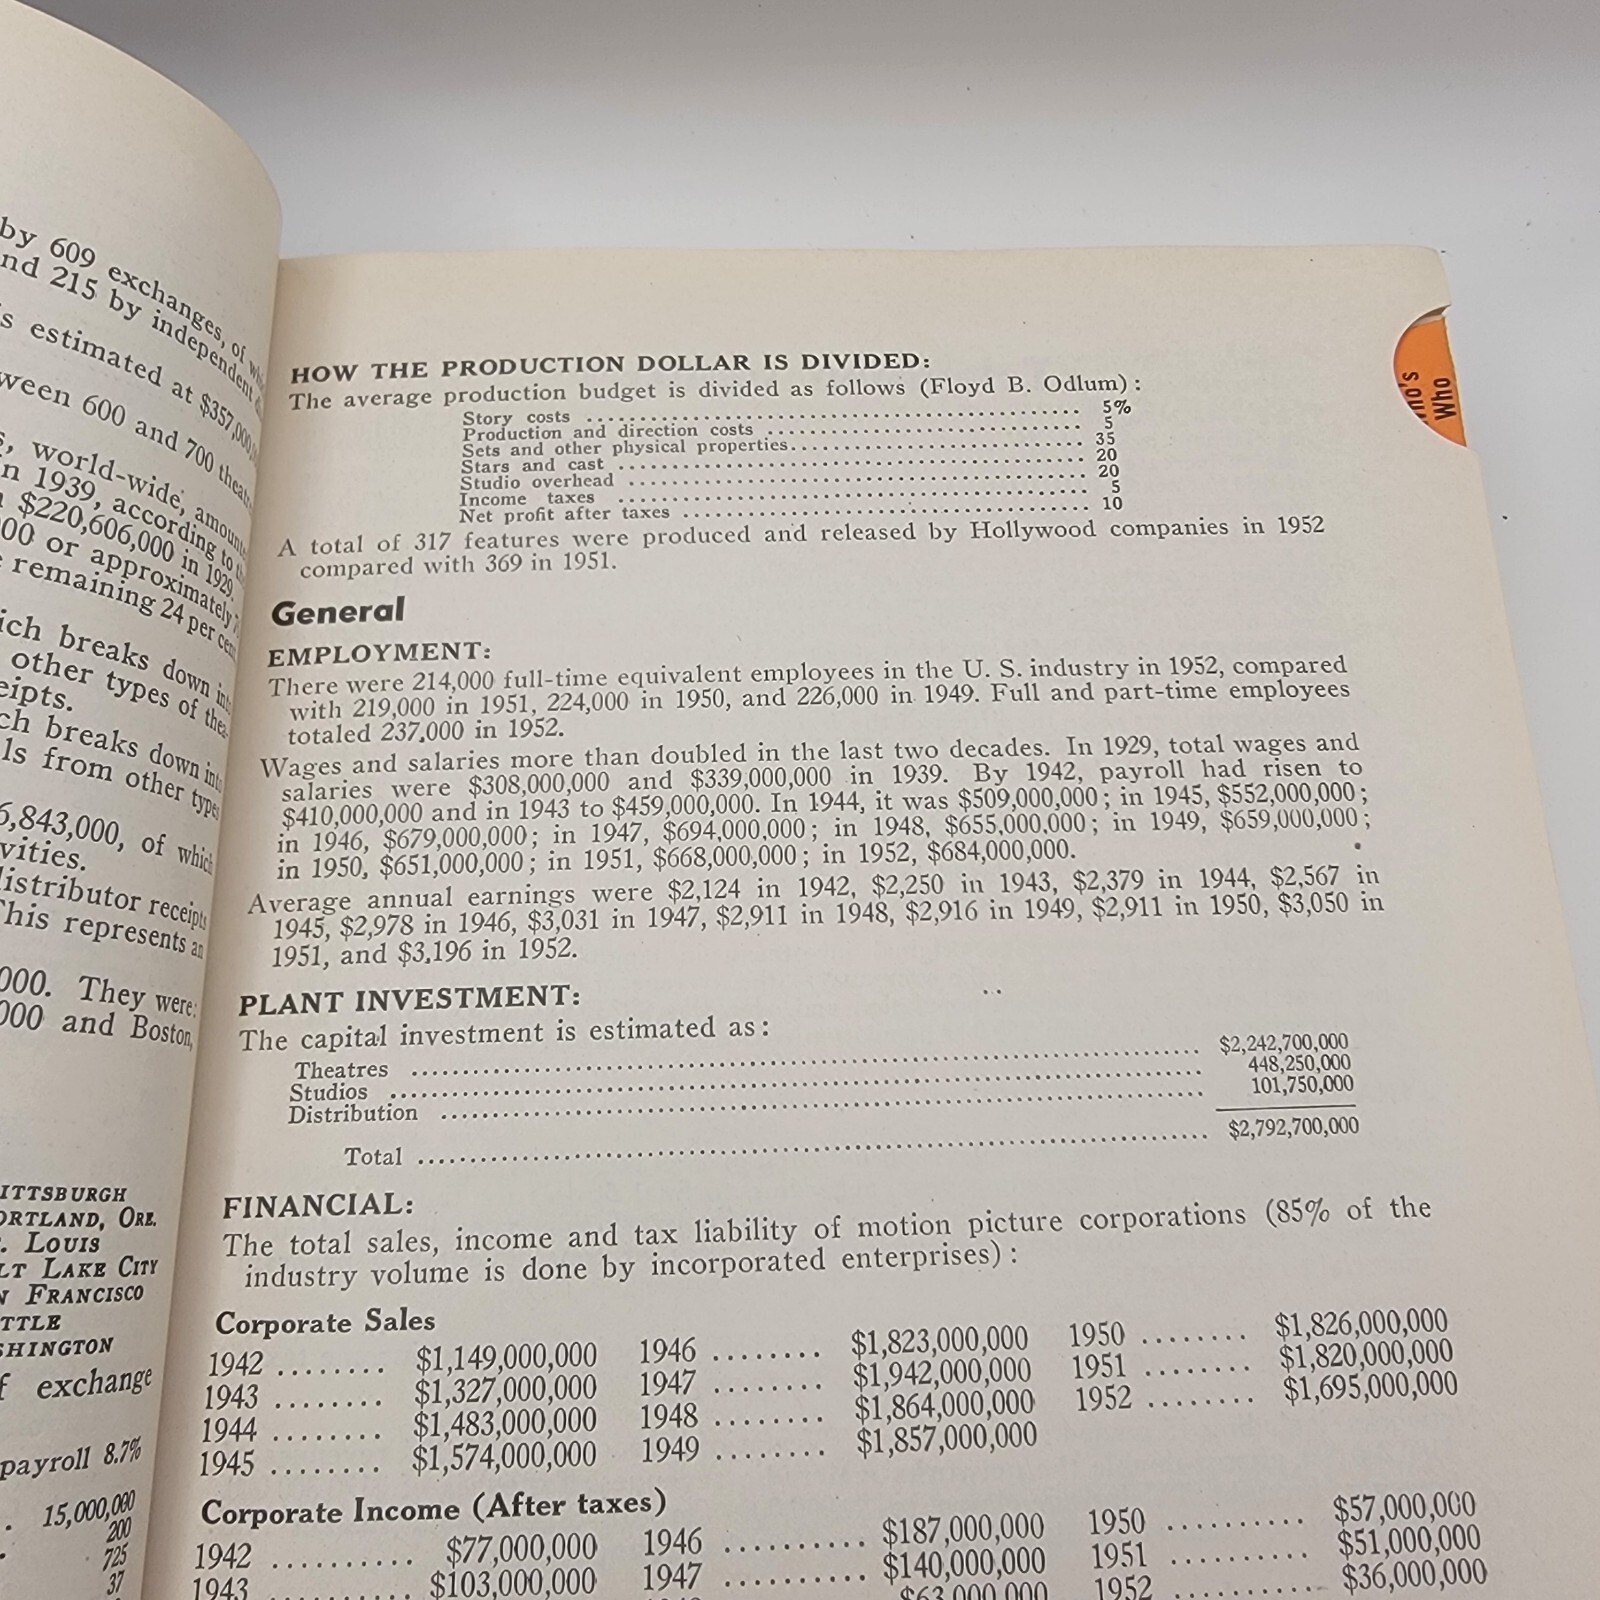 by 609 exchanges, of
nd 215 by independent
s estimated at $357,000
ween 600 and 700
, world-wide,
n 1939, according to
$220,606,000 in 1929.
00 or approximately
remaining 24 per cent
ich breaks down into
other types of
eipts.
ch breaks down into
ls from other types
6,843,000, of which
vities.
distributor receipts
This represents an
000. They were:
000 and Boston,
ITTSBURGH
ORTLAND, ORE.
. LOUIS
LT LAKE CITY
N FRANCISCO
TTLE
SHINGTON
f exchange
payroll 8.7%
. 15,000,000
200
725
37
HOW THE PRODUCTION DOLLAR IS DIVIDED:
The average production budget is divided as follows (Floyd B. Odlum):
Story costs .......... 5%
Production and direction costs .......... 5
Sets and other physical properties.......... 35
Stars and cast .......... 20
Studio overhead .......... 20
Income taxes .......... 5
Net profit after taxes .......... 10
A total of 317 features were produced and released by Hollywood companies in 1952
compared with 369 in 1951.
General
EMPLOYMENT:
There were 214,000 full-time equivalent employees in the U. S. industry in 1952, compared
with 219,000 in 1951, 224,000 in 1950, and 226,000 in 1949. Full and part-time employees
totaled 237,000 in 1952.
Wages and salaries more than doubled in the last two decades. In 1929, total wages and
salaries were $308,000,000 and $339,000,000 in 1939. By 1942, payroll had risen to
$410,000,000 and in 1943 to $459,000,000. In 1944, it was $509,000,000; in 1945, $552,000,000;
in 1946, $679,000,000; in 1947, $694,000,000; in 1948, $655,000,000; in 1949, $659,000,000;
in 1950, $651,000,000; in 1951, $668,000,000; in 1952, $684,000,000.
Average annual earnings were $2,124 in 1942, $2,250 in 1943, $2,379 in 1944, $2,567 in
1945, $2,978 in 1946, $3,031 in 1947, $2,911 in 1948, $2,916 in 1949, $2,911 in 1950, $3,050 in
1951, and $3,196 in 1952.
PLANT INVESTMENT:
The capital investment is estimated as:
Theatres .......... $2,242,700,000
Studios .......... 448,250,000
Distribution .......... 101,750,000
Total .......... $2,792,700,000
FINANCIAL:
The total sales, income and tax liability of motion picture corporations (85% of the
industry volume is done by incorporated enterprises):
Corporate Sales
1942 ........ $1,149,000,000 1946 ........ $1,823,000,000 1950 ........ $1,826,000,000
1943 ........ $1,327,000,000 1947 ........ $1,942,000,000 1951 ........ $1,820,000,000
1944 ........ $1,483,000,000 1948 ........ $1,864,000,000 1952 ........ $1,695,000,000
1945 ........ $1,574,000,000 1949 ........ $1,857,000,000
Corporate Income (After taxes)
1942 .......... $77,000,000 1946 .......... $187,000,000 1950 .......... $57,000,000
1943 .......... $103,000,000 1947 .......... $140,000,000 1951 .......... $51,000,000
$63,000,000 1952 .......... $36,000,000
ho's
Who